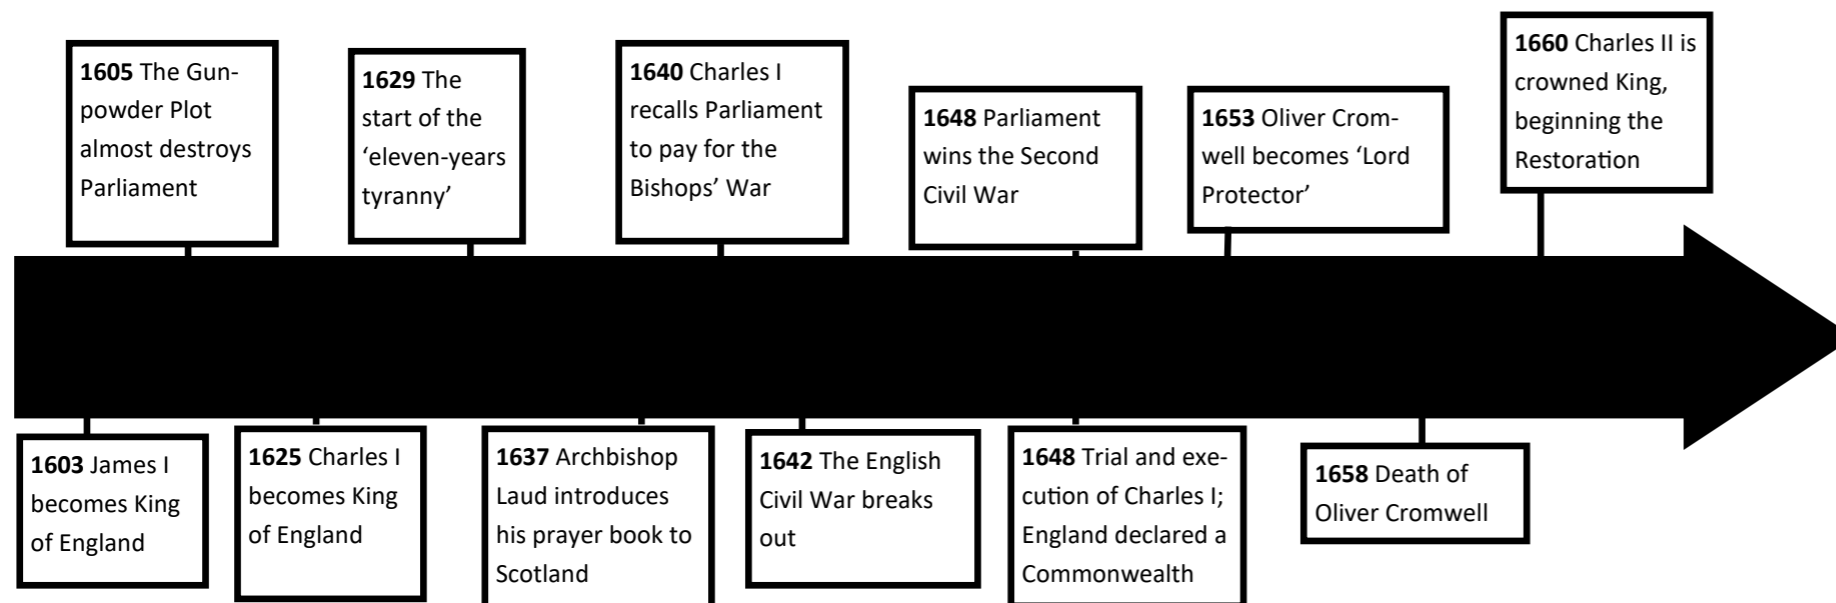 1605 The Gun-
powder Plot
almost destroys
Parliament
1629 The
start of the
‘eleven-years
tyranny’
1640 Charles I
recalls Parliament
to pay for the
Bishops’ War
1648 Parliament
wins the Second
Civil War
1653 Oliver Crom-
well becomes ‘Lord
Protector’
1660 Charles II is
crowned King,
beginning the
Restoration
1603 James I
becomes King
of England
1625 Charles I
becomes King
of England
1637 Archbishop
Laud introduces
his prayer book to
Scotland
1642 The English
Civil War breaks
out
1648 Trial and exe-
cution of Charles I;
England declared a
Commonwealth
1658 Death of
Oliver Cromwell